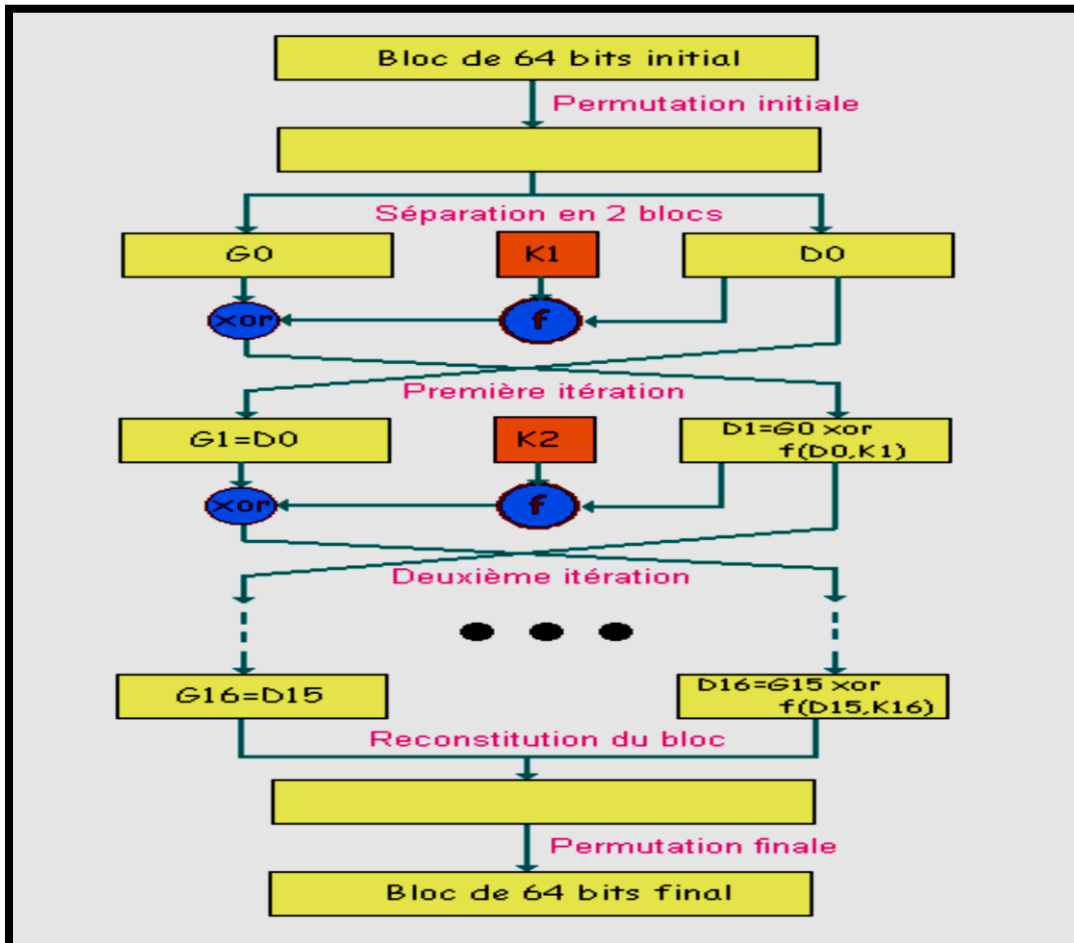 Bloc de 64 bits initial
Permutation initiale
Séparation en 2 blocs
G0
K1
D0
xor
f
Première itération
G1=D0
K2
D1=G0 xor
f(D0,K1)
xor
f
Deuxième itération
G16=D15
D16=G15 xor
f(D15,K16)
Reconstitution du bloc
Permutation finale
Bloc de 64 bits final